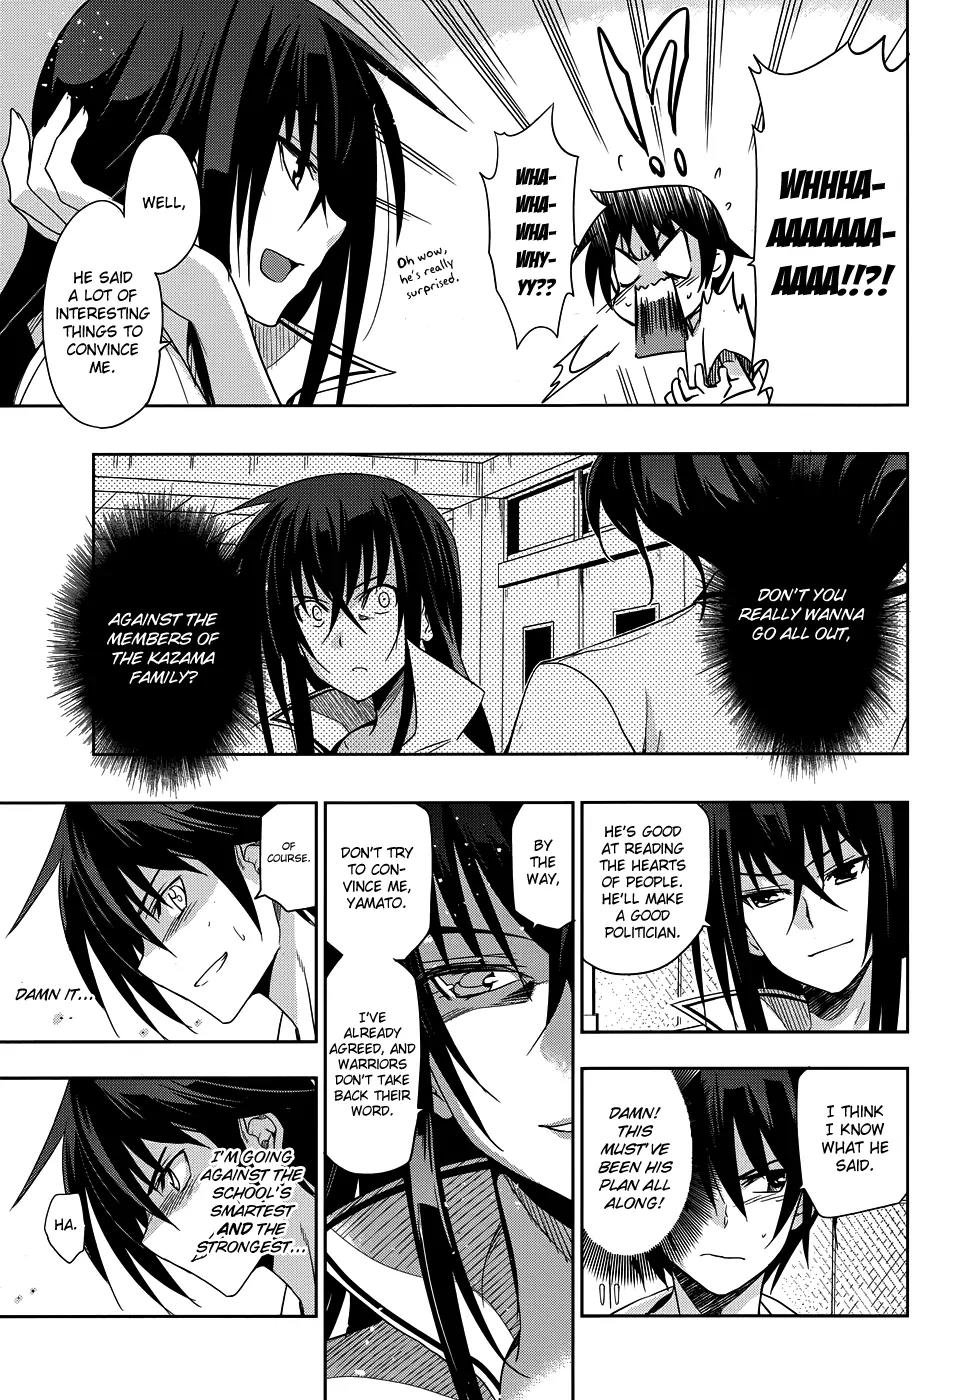 WHHHA-
AAAAAAA-
AAAA!!?!
WHA-
WHA-
WHA-
WHY-
YY??
Oh wow,
he's really
surprised.
WELL,
HE SAID
A LOT OF
INTERESTING
THINGS TO
CONVINCE
ME.
DON'T YOU
REALLY WANNA
GO ALL OUT,
AGAINST THE
MEMBERS OF
THE KAZAMA
FAMILY?
HE'S GOOD
AT READING
THE HEARTS
OF PEOPLE.
HE'LL MAKE
A GOOD
POLITICIAN.
I THINK
I KNOW
WHAT HE
SAID.
DAMN!
THIS
MUST'VE
BEEN HIS
PLAN ALL
ALONG!
BY
THE
WAY,
DON'T TRY
TO CON-
VINCE ME,
YAMATO.
I'VE
ALREADY
AGREED, AND
WARRIORS
DON'T TAKE
BACK THEIR
WORD.
OF
COURSE.
DAMN IT...
I'M GOING
AGAINST THE
SCHOOL'S
SMARTEST
AND THE
STRONGEST...
HA.